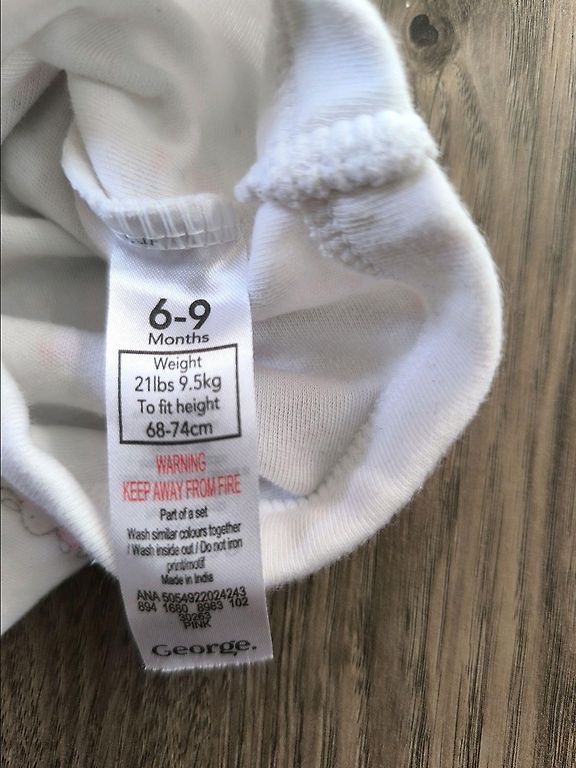 6-9
Months
Weight
21lbs 9.5kg
To fit height
68-74cm
WARNING
KEEP AWAY FROM FIRE
Part of a set
Wash similar colours together
/ Wash inside out / Do not iron
print/motif
Made in India
ANA 5054922024243
894 1680 8983 102
30263
PINK
George.